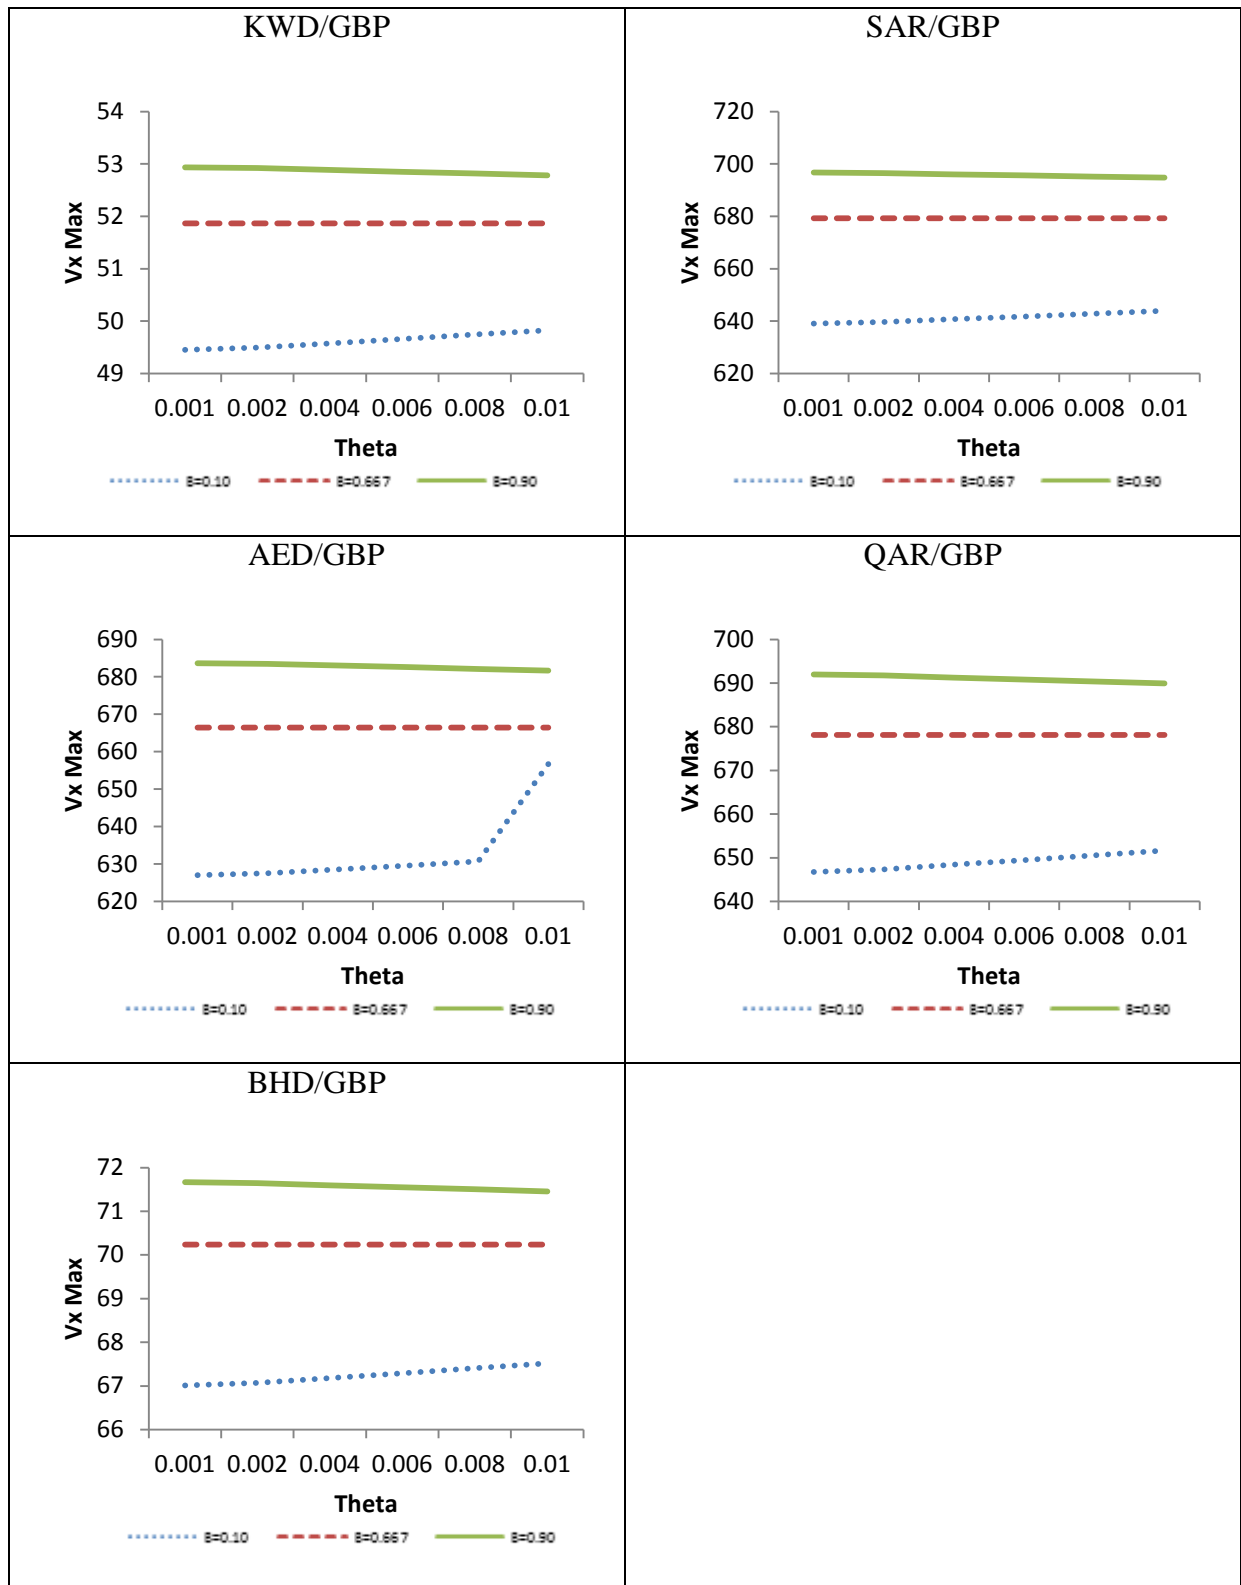 KWD/GBP
54
53
52
51
50
49
Vx Max
0.001 0.002 0.004 0.006 0.008 0.01
Theta
B=0.10 B=0.667 B=0.90
SAR/GBP
720
700
680
660
640
620
Vx Max
0.001 0.002 0.004 0.006 0.008 0.01
Theta
B=0.10 B=0.667 B=0.90
AED/GBP
690
680
670
660
650
640
630
620
Vx Max
0.001 0.002 0.004 0.006 0.008 0.01
Theta
B=0.10 B=0.667 B=0.90
QAR/GBP
700
690
680
670
660
650
640
Vx Max
0.001 0.002 0.004 0.006 0.008 0.01
Theta
B=0.10 B=0.667 B=0.90
BHD/GBP
72
71
70
69
68
67
66
Vx Max
0.001 0.002 0.004 0.006 0.008 0.01
Theta
B=0.10 B=0.667 B=0.90